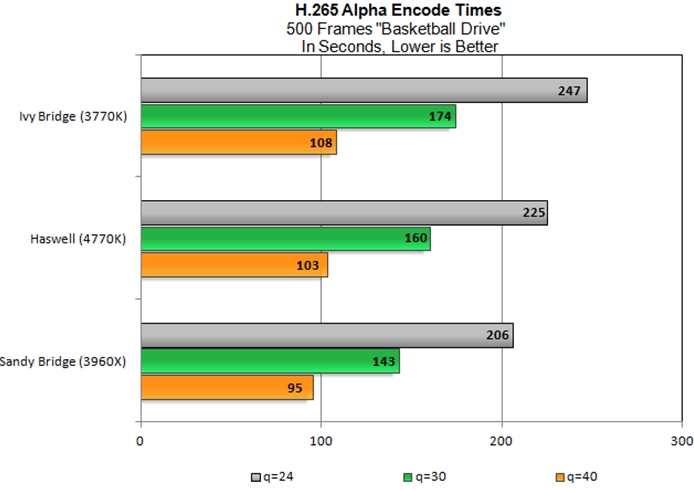 H.265 Alpha Encode Times
500 Frames "Basketball Drive"
In Seconds, Lower is Better
Ivy Bridge (3770K)
247
174
108
Haswell (4770K)
225
160
103
Sandy Bridge (3960X)
206
143
95
0 100 200 300
q=24 q=30 q=40